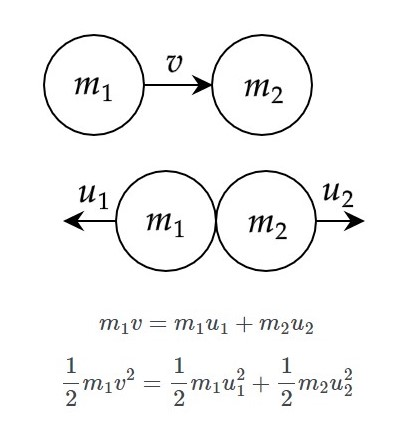 v
m₁ m₂
u₁ u₂
m₁ m₂
m₁v = m₁u₁ + m₂u₂
½m₁v² = ½m₁u₁² + ½m₂u₂²